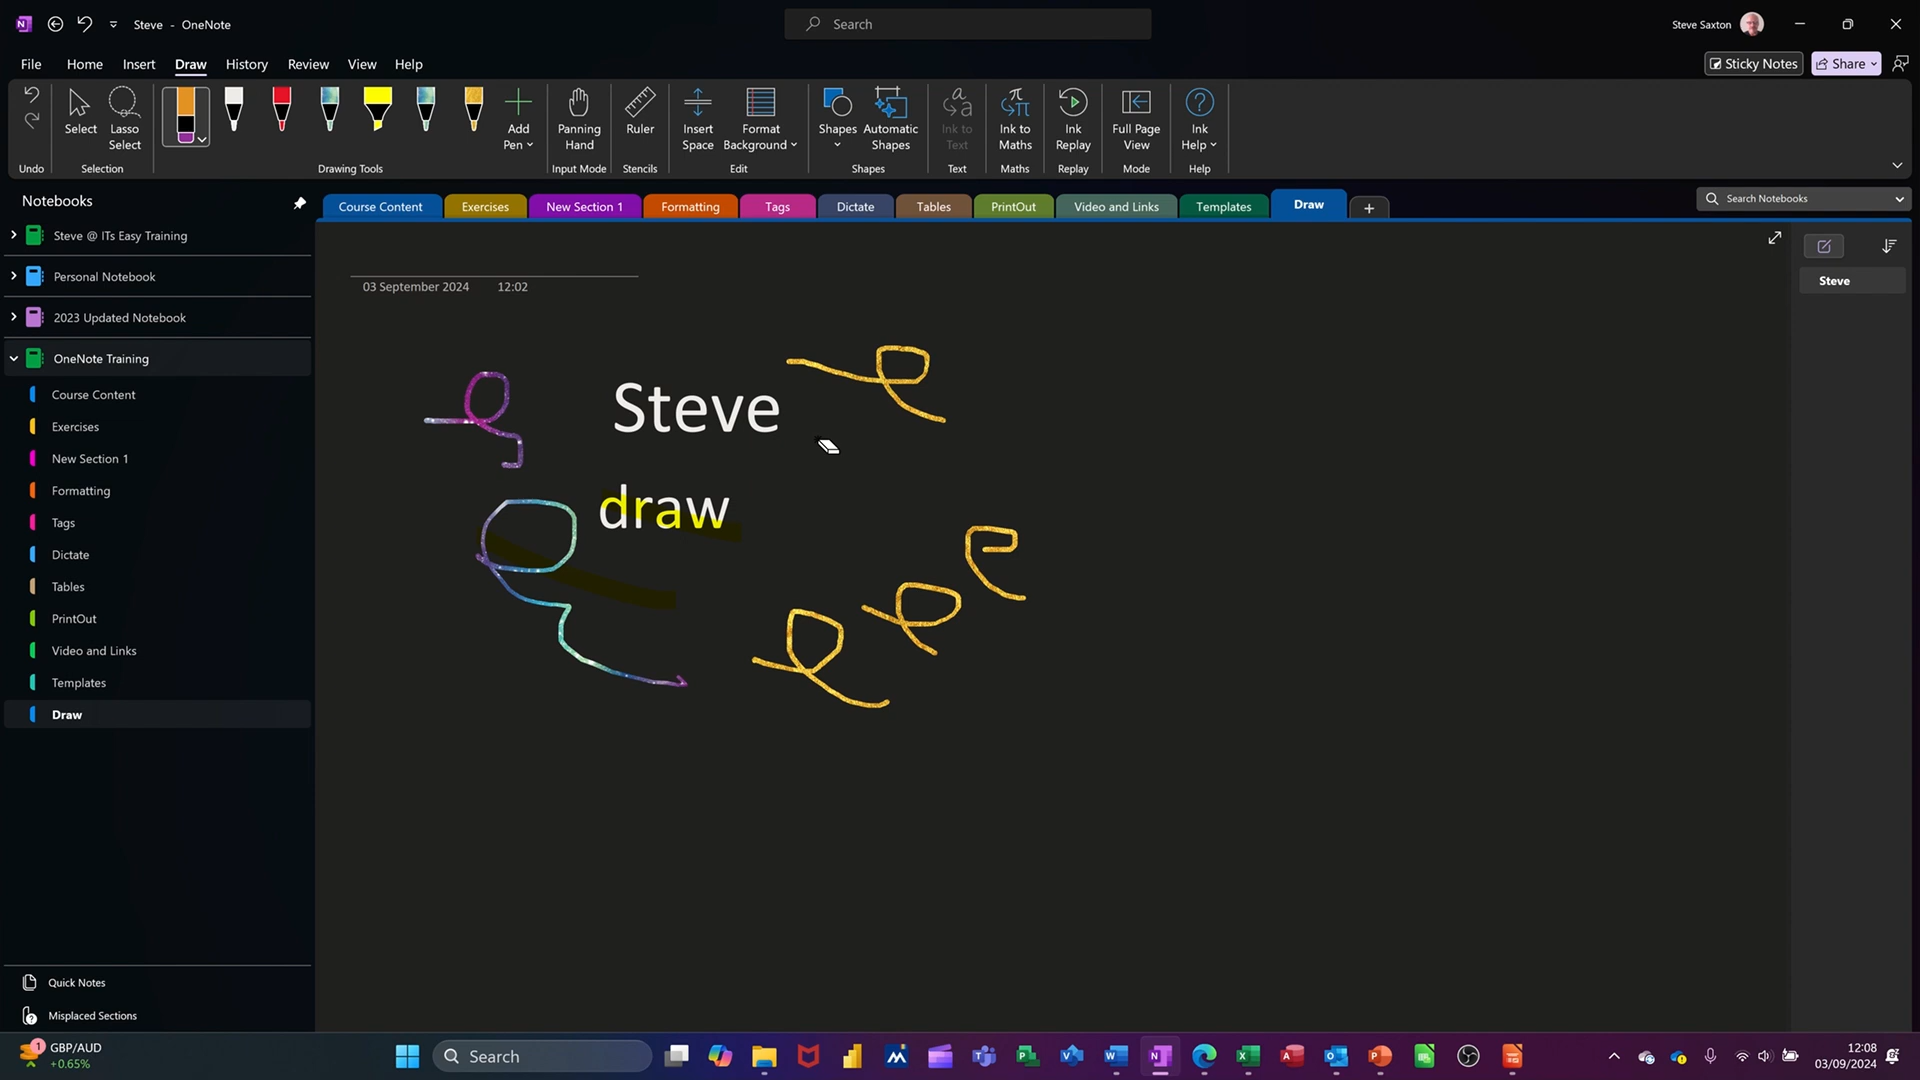 Steve - OneNote
Search
Steve Saxton
File Home Insert Draw History Review View Help
Sticky Notes
Share
Select
Lasso Select
Add Pen
Panning Hand
Ruler
Insert Space
Format Background
Shapes
Automatic Shapes
Ink to Text
Ink to Maths
Ink Replay
Full Page View
Ink Help
Undo Selection Drawing Tools Input Mode Stencils Edit Shapes Text Maths Replay Mode Help
Notebooks
Course Content Exercises New Section 1 Formatting Tags Dictate Tables PrintOut Video and Links Templates Draw +
Search Notebooks
Steve @ ITs Easy Training
Personal Notebook
2023 Updated Notebook
OneNote Training
Course Content
Exercises
New Section 1
Formatting
Tags
Dictate
Tables
PrintOut
Video and Links
Templates
Draw
Quick Notes
Misplaced Sections
03 September 2024 12:02
Steve
draw
Steve
1
GBP/AUD
+0.65%
Search
12:08
03/09/2024